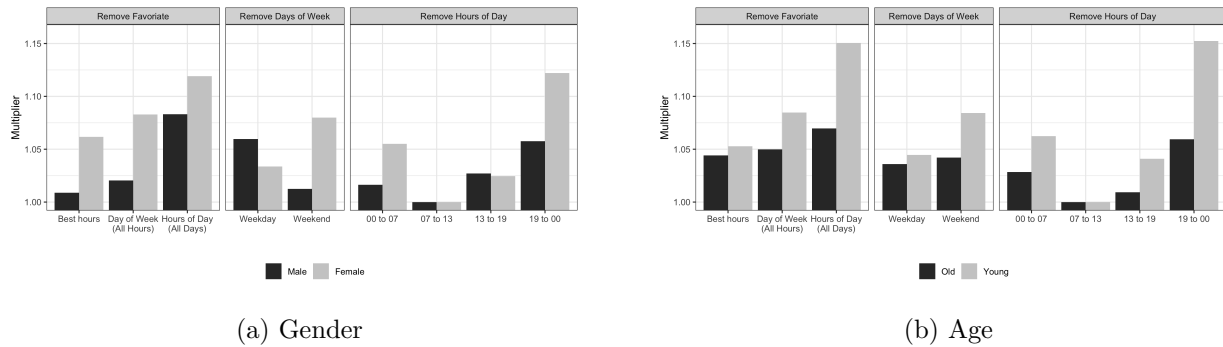 Remove Favoriate Remove Days of Week Remove Hours of Day
Multiplier
1.15
1.10
1.05
1.00
Best hours Day of Week (All Hours) Hours of Day (All Days) Weekday Weekend 00 to 07 07 to 13 13 to 19 19 to 00
Male Female
(a) Gender
Remove Favoriate Remove Days of Week Remove Hours of Day
Multiplier
1.15
1.10
1.05
1.00
Best hours Day of Week (All Hours) Hours of Day (All Days) Weekday Weekend 00 to 07 07 to 13 13 to 19 19 to 00
Old Young
(b) Age